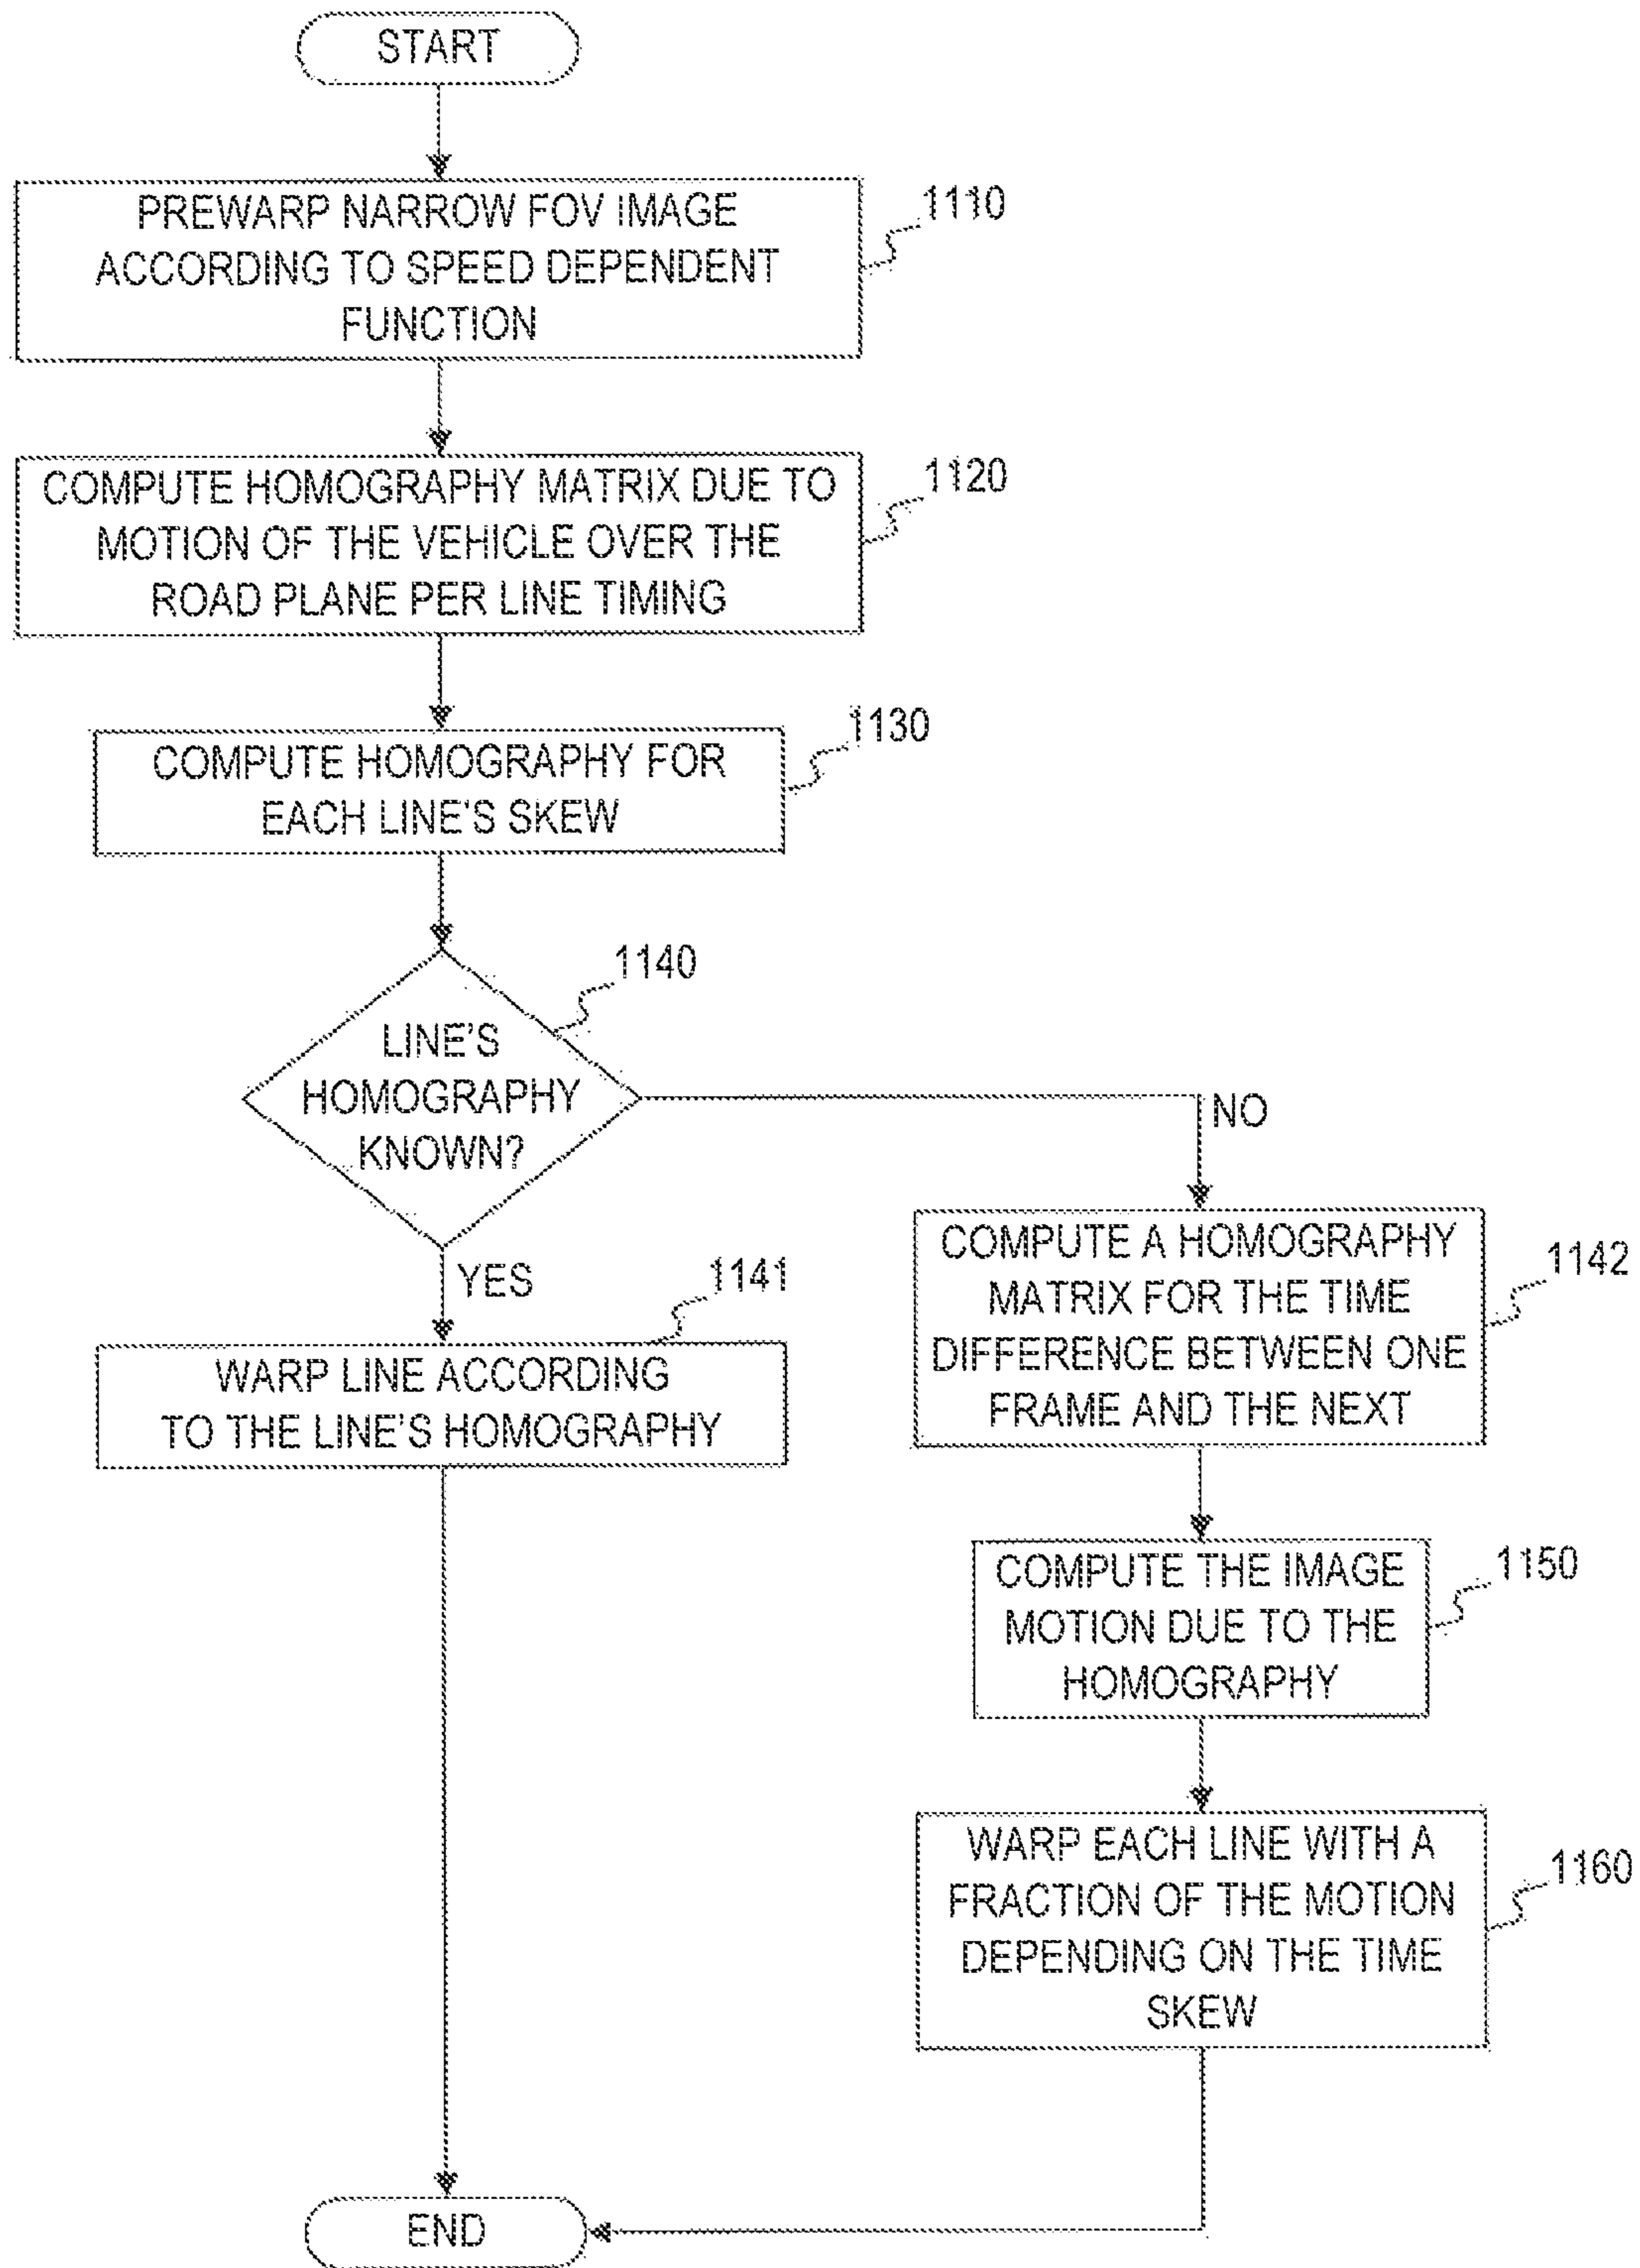 START
PREWARP NARROW FOV IMAGE
ACCORDING TO SPEED DEPENDENT
FUNCTION
1110
COMPUTE HOMOGRAPHY MATRIX DUE TO
MOTION OF THE VEHICLE OVER THE
ROAD PLANE PER LINE TIMING
1120
COMPUTE HOMOGRAPHY FOR
EACH LINE'S SKEW
1130
LINE'S
HOMOGRAPHY
KNOWN?
1140
NO
YES
WARP LINE ACCORDING
TO THE LINE'S HOMOGRAPHY
1141
COMPUTE A HOMOGRAPHY
MATRIX FOR THE TIME
DIFFERENCE BETWEEN ONE
FRAME AND THE NEXT
1142
COMPUTE THE IMAGE
MOTION DUE TO THE
HOMOGRAPHY
1150
WARP EACH LINE WITH A
FRACTION OF THE MOTION
DEPENDING ON THE TIME
SKEW
1160
END